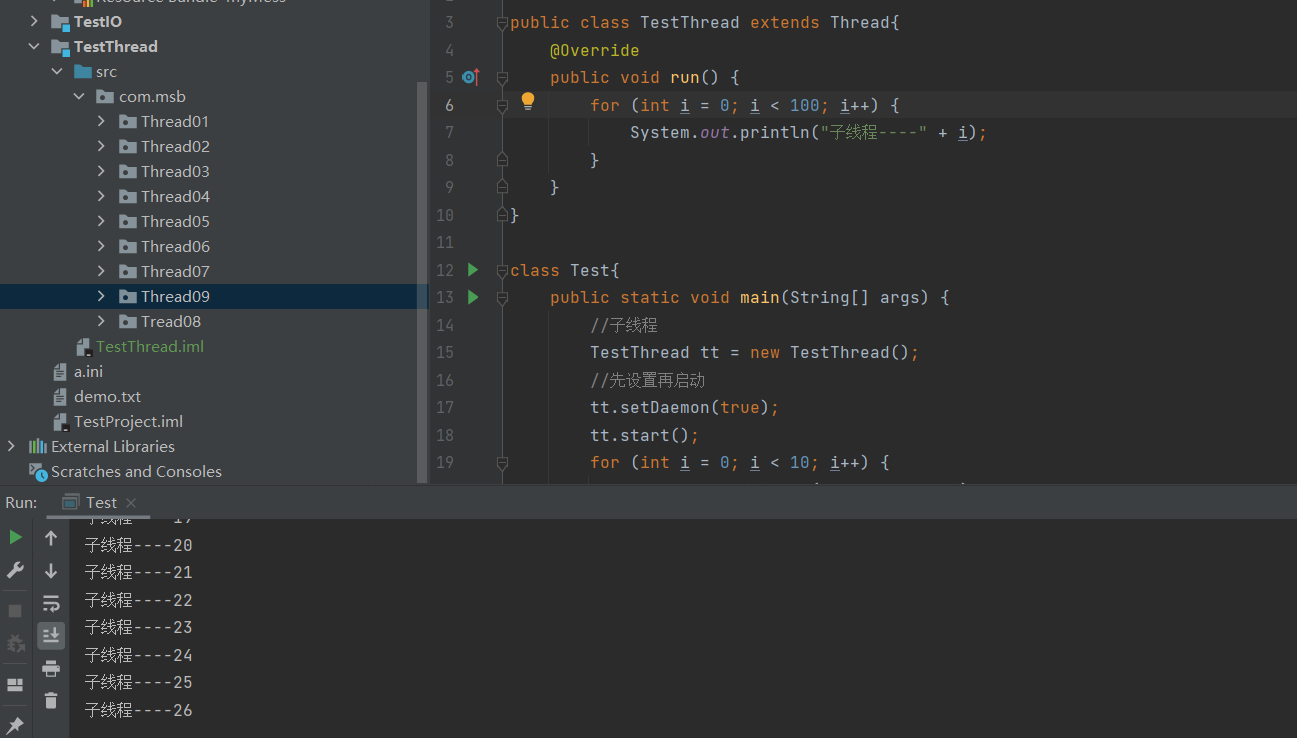 TestIO
TestThread
src
com.msb
Thread01
Thread02
Thread03
Thread04
Thread05
Thread06
Thread07
Thread09
Tread08
TestThread.iml
a.ini
demo.txt
TestProject.iml
External Libraries
Scratches and Consoles
3 public class TestThread extends Thread{
4 @Override
5 public void run() {
6 for (int i = 0; i < 100; i++) {
7 System.out.println("子线程----" + i);
8 }
9 }
10 }
11
12 class Test{
13 public static void main(String[] args) {
14 //子线程
15 TestThread tt = new TestThread();
16 //先设置再启动
17 tt.setDaemon(true);
18 tt.start();
19 for (int i = 0; i < 10; i++) {
Run: Test
子线程----20
子线程----21
子线程----22
子线程----23
子线程----24
子线程----25
子线程----26